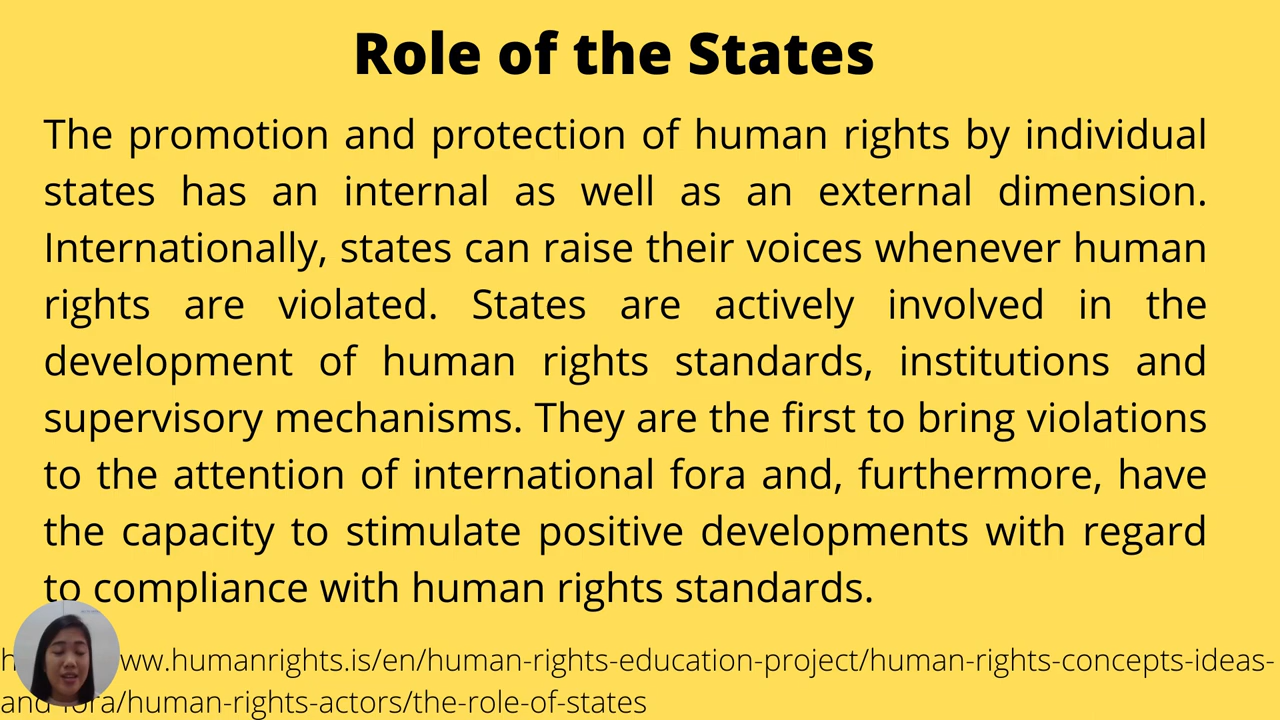 Role of the States
The promotion and protection of human rights by individual
states has an internal as well as an external dimension.
Internationally, states can raise their voices whenever human
rights are violated. States are actively involved in the
development of human rights standards, institutions and
supervisory mechanisms. They are the first to bring violations
to the attention of international fora and, furthermore, have
the capacity to stimulate positive developments with regard
to compliance with human rights standards.
ww.humanrights.is/en/human-rights-education-project/human-rights-concepts-ideas-
and-fora/human-rights-actors/the-role-of-states